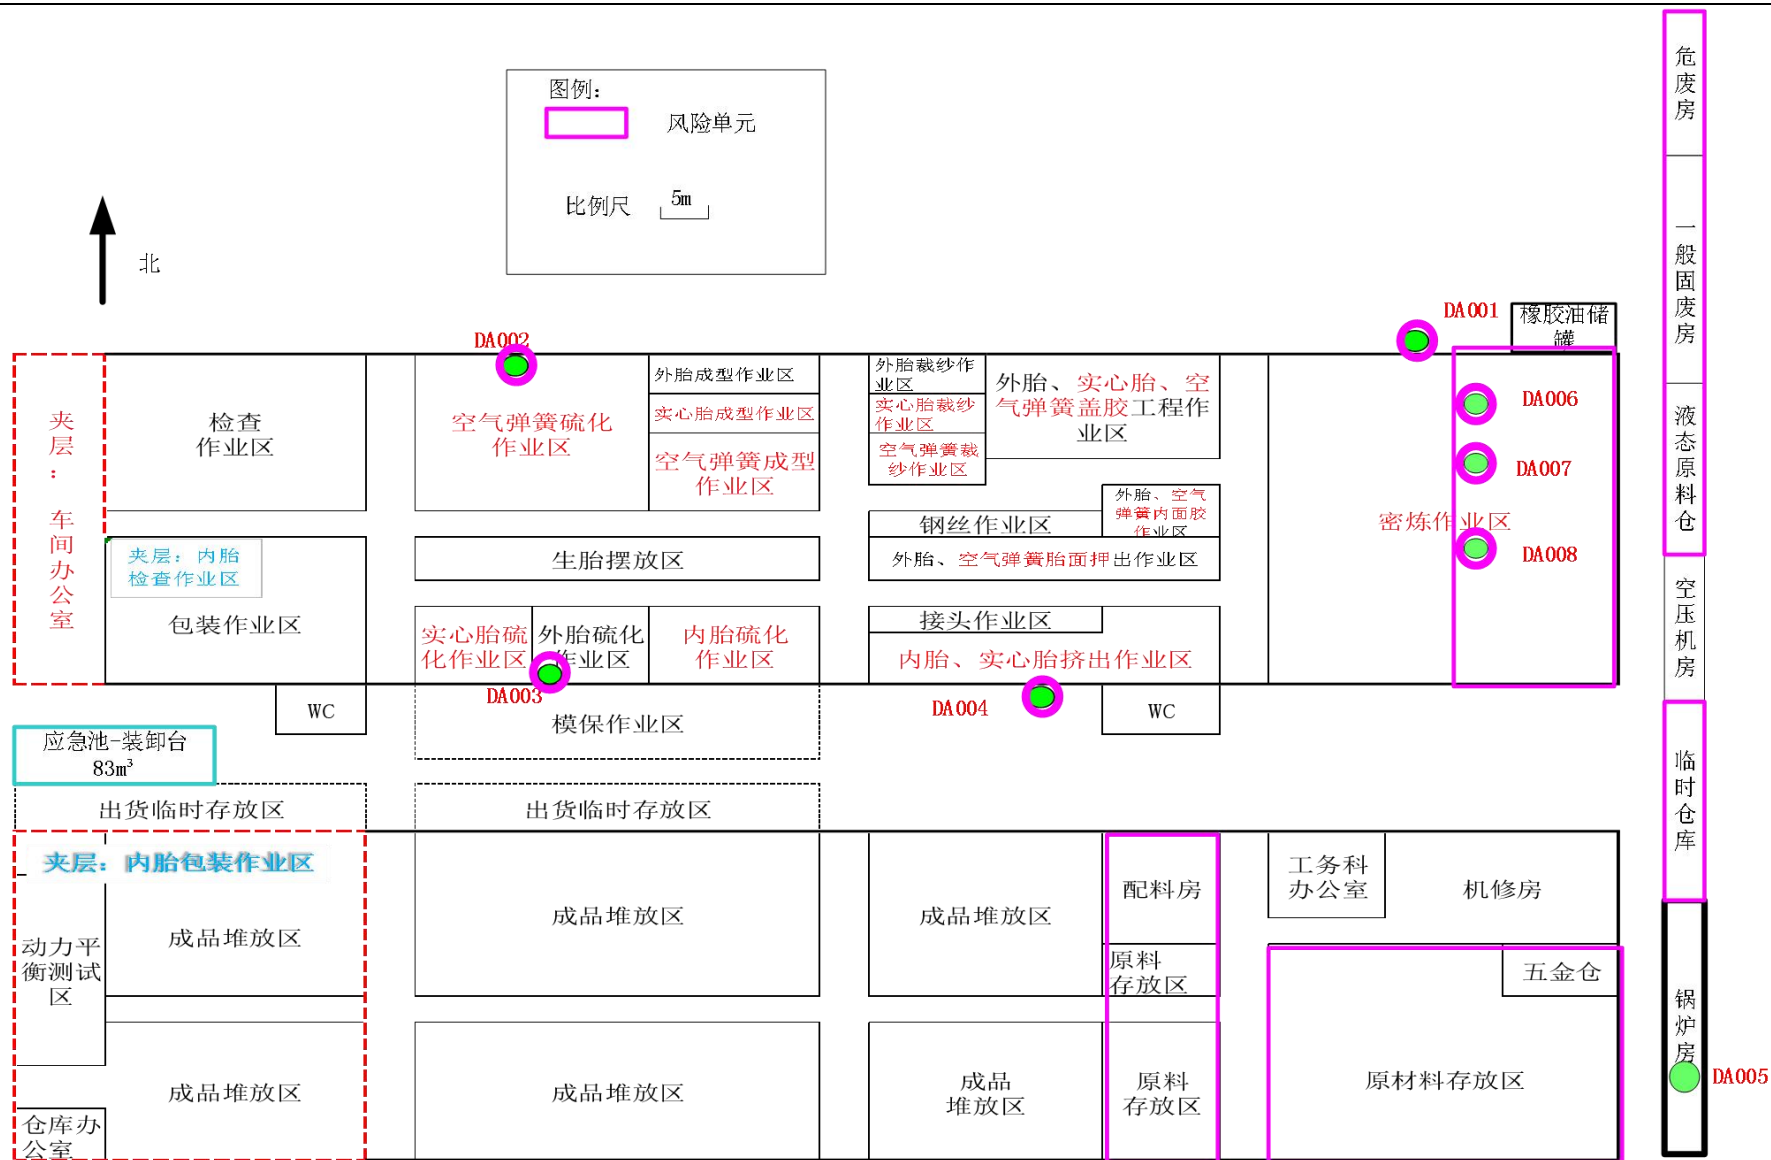 图例：
风险单元
比例尺 5m
北
危废房
一般固废房
液态原料仓
空压机房
临时仓库
锅炉房
DA005
DA001
橡胶油储
罐
DA002
夹层：车间办公室
检查
作业区
空气弹簧硫化
作业区
外胎成型作业区
实心胎成型作业区
空气弹簧成型
作业区
外胎裁纱作
业区
实心胎裁纱
作业区
空气弹簧裁
纱作业区
外胎、实心胎、空
气弹簧盖胶工程作
业区
DA006
DA007
密炼作业区
DA008
钢丝作业区
外胎、空气
弹簧内面胶
作业区
夹层：内胎
检查作业区
包装作业区
生胎摆放区
外胎、空气弹簧胎面押出作业区
实心胎硫
化作业区
外胎硫化
作业区
内胎硫化
作业区
接头作业区
内胎、实心胎挤出作业区
DA003
DA004
WC
模保作业区
WC
应急池-装卸台
83m³
出货临时存放区
出货临时存放区
夹层：内胎包装作业区
动力平
衡测试
区
成品堆放区
成品堆放区
成品堆放区
配料房
原料
存放区
工务科
办公室
机修房
五金仓
仓库办
公室
成品堆放区
成品堆放区
成品
堆放区
原料
存放区
原材料存放区